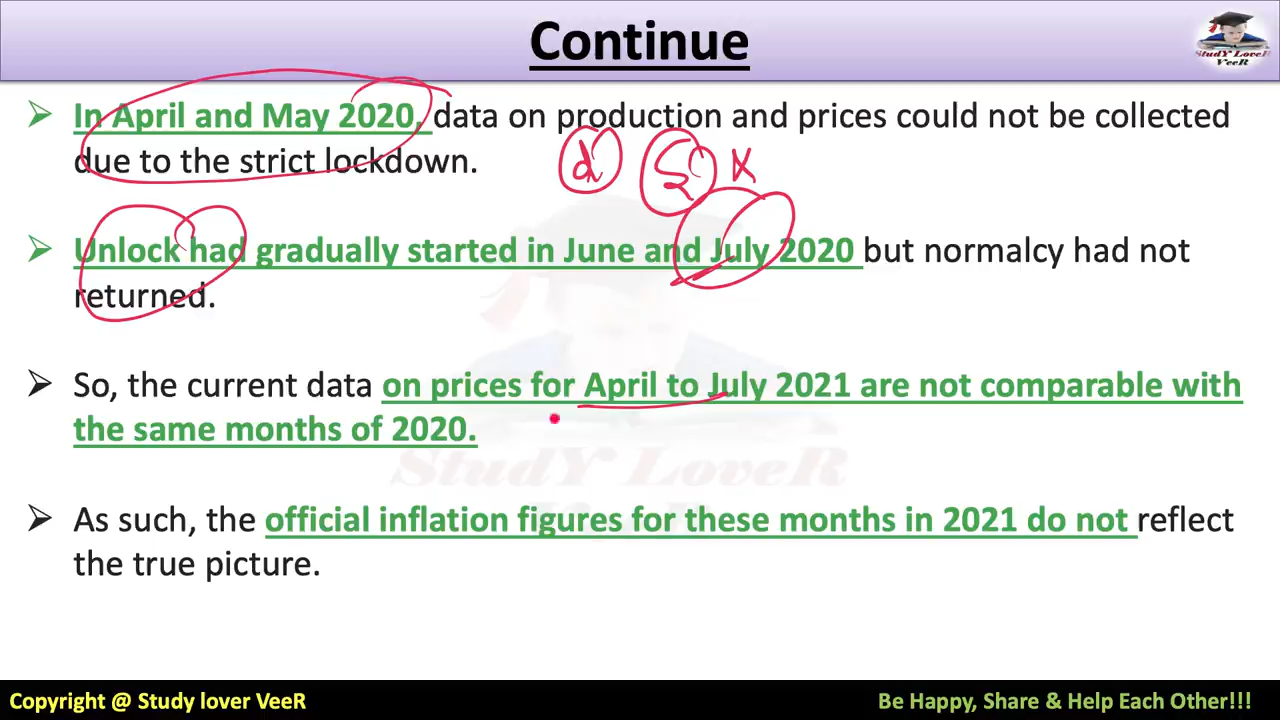 Continue
StudY LoveR
VeeR
In April and May 2020, data on production and prices could not be collected
due to the strict lockdown.
d
Unlock had gradually started in June and July 2020 but normalcy had not
returned.
So, the current data on prices for April to July 2021 are not comparable with
the same months of 2020.
StudY LoveR
As such, the official inflation figures for these months in 2021 do not reflect
the true picture.
Copyright @ Study lover VeeR
Be Happy, Share & Help Each Other!!!